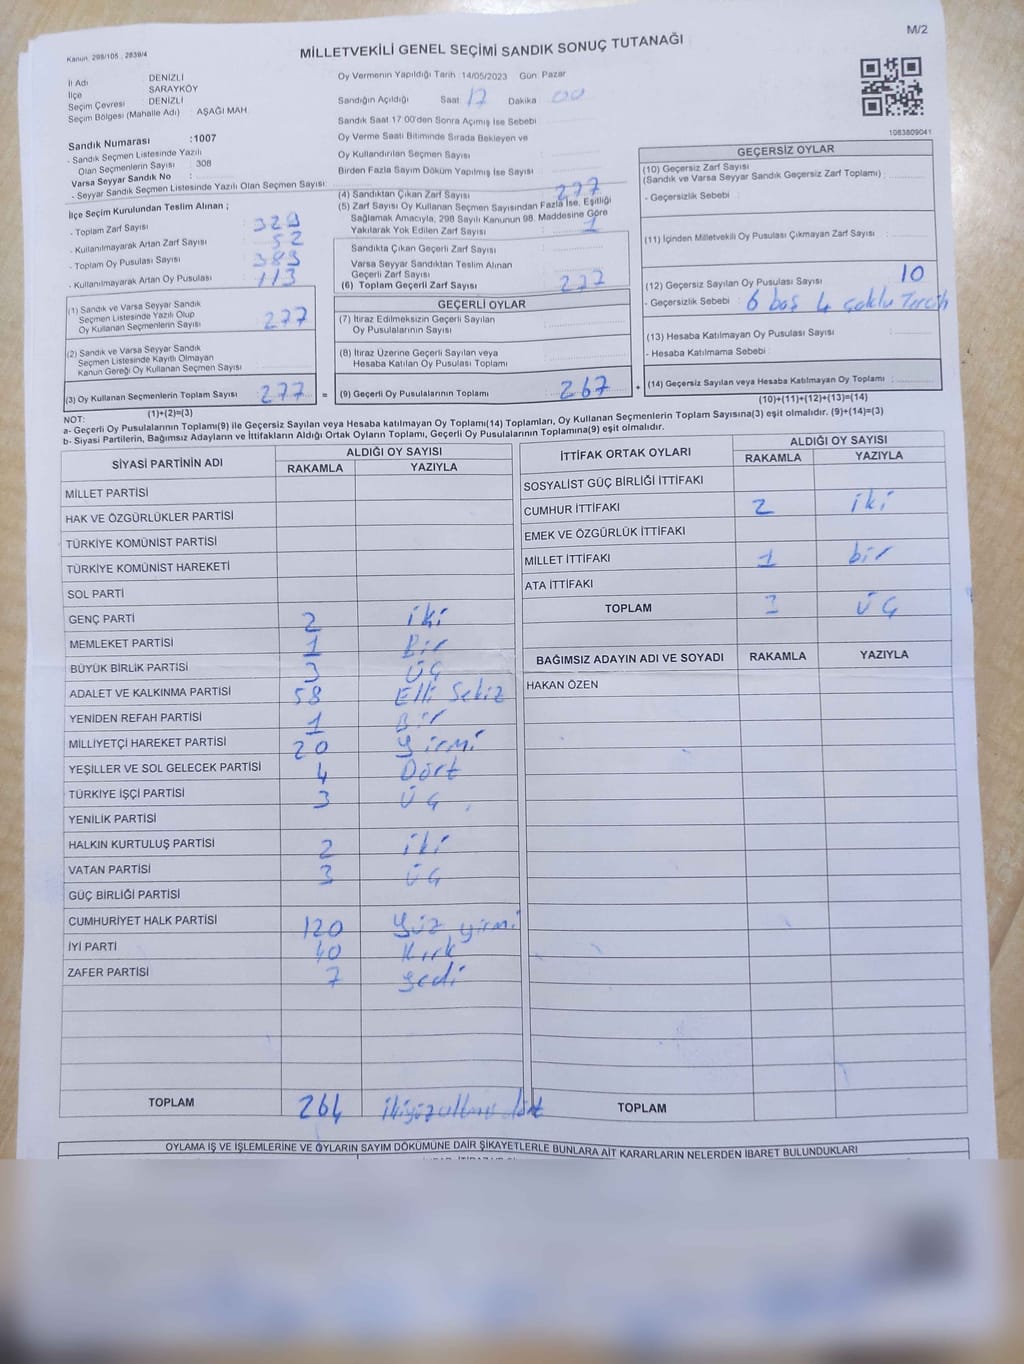 Kanun. 298/105 , 2839/4
MİLLETVEKİLİ GENEL SEÇİMİ SANDIK SONUÇ TUTANAĞI
M/2
İl Adı DENİZLİ
İlçe SARAYKÖY
Seçim Çevresi DENİZLİ
Seçim Bölgesi (Mahalle Adı) : AŞAĞI MAH.
Oy Vermenin Yapıldığı Tarih : 14/05/2023 Gün : Pazar
Sandığın Açıldığı Saat 17 Dakika 00
Sandık Saat 17:00'den Sonra Açımış İse Sebebi
Oy Verme Saati Bitiminde Sırada Bekleyen ve
Oy Kullandırılan Seçmen Sayısı
Birden Fazla Sayım Döküm Yapılmış İse Sayısı
1083809041
Sandık Numarası :1007
- Sandık Seçmen Listesinde Yazılı
Olan Seçmenlerin Sayısı : 308
Varsa Seyyar Sandık No :
- Seyyar Sandık Seçmen Listesinde Yazılı Olan Seçmen Sayısı:
İlçe Seçim Kurulundan Teslim Alınan ;
- Toplam Zarf Sayısı : 329
- Kullanılmayarak Artan Zarf Sayısı : 52
- Toplam Oy Pusulası Sayısı : 383
- Kullanılmayarak Artan Oy Pusulası : 113
(1) Sandık ve Varsa Seyyar Sandık
Seçmen Listesinde Yazılı Olup
Oy Kullanan Seçmenlerin Sayısı : 277
(2) Sandık ve Varsa Seyyar Sandık
Seçmen Listesinde Kayıtlı Olmayan
Kanun Gereği Oy Kullanan Seçmen Sayısı :
(3) Oy Kullanan Seçmenlerin Toplam Sayısı : 277
(1)+(2)=(3)
(4) Sandıktan Çıkan Zarf Sayısı : 277
(5) Zarf Sayısı Oy Kullanan Seçmen Sayısından Fazla İse, Eşitliği
Sağlamak Amacıyla, 298 Sayılı Kanunun 98. Maddesine Göre
Yakılarak Yok Edilen Zarf Sayısı : 1
Sandıkta Çıkan Geçerli Zarf Sayısı
Varsa Seyyar Sandıktan Teslim Alınan
Geçerli Zarf Sayısı
(6) Toplam Geçerli Zarf Sayısı : 277
GEÇERLİ OYLAR
(7) İtiraz Edilmeksizin Geçerli Sayılan
Oy Pusulalarının Sayısı
(8) İtiraz Üzerine Geçerli Sayılan veya
Hesaba Katılan Oy Pusulası Toplamı
= (9) Geçerli Oy Pusulalarının Toplamı : 267 +
GEÇERSİZ OYLAR
(10) Geçersiz Zarf Sayısı
(Sandık ve Varsa Seyyar Sandık Geçersiz Zarf Toplamı) :
- Geçersizlik Sebebi :
(11) İçinden Milletvekili Oy Pusulası Çıkmayan Zarf Sayısı :
(12) Geçersiz Sayılan Oy Pusulası Sayısı : 10
- Geçersizlik Sebebi : 6 boş 4 çoklu Tercih
(13) Hesaba Katılmayan Oy Pusulası Sayısı :
- Hesaba Katılmama Sebebi :
(14) Geçersiz Sayılan veya Hesaba Katılmayan Oy Toplamı :
(10)+(11)+(12)+(13)=(14)
NOT:
a- Geçerli Oy Pusulalarının Toplamı(9) ile Geçersiz Sayılan veya Hesaba katılmayan Oy Toplamı(14) Toplamları, Oy Kullanan Seçmenlerin Toplam Sayısına(3) eşit olmalıdır. (9)+(14)=(3)
b- Siyasi Partilerin, Bağımsız Adayların ve İttifakların Aldığı Ortak Oyların Toplamı, Geçerli Oy Pusulalarının Toplamına(9) eşit olmalıdır.
SİYASİ PARTİNİN ADI ALDIĞI OY SAYISI
RAKAMLA YAZIYLA
MİLLET PARTİSİ
HAK VE ÖZGÜRLÜKLER PARTİSİ
TÜRKİYE KOMÜNİST PARTİSİ
TÜRKİYE KOMÜNİST HAREKETİ
SOL PARTİ
GENÇ PARTİ 2 iki
MEMLEKET PARTİSİ 1 Bir
BÜYÜK BİRLİK PARTİSİ 3 ÜÇ
ADALET VE KALKINMA PARTİSİ 58 Elli Sekiz
YENİDEN REFAH PARTİSİ 1 Bir
MİLLİYETÇİ HAREKET PARTİSİ 20 yirmi
YEŞİLLER VE SOL GELECEK PARTİSİ 4 Dört
TÜRKİYE İŞÇİ PARTİSİ 3 ÜÇ
YENİLİK PARTİSİ
HALKIN KURTULUŞ PARTİSİ 2 iki
VATAN PARTİSİ 3 ÜÇ
GÜÇ BİRLİĞİ PARTİSİ
CUMHURİYET HALK PARTİSİ 120 yüz yirmi
İYİ PARTİ 40 Kırk
ZAFER PARTİSİ 7 yedi
TOPLAM 264 ikiyüzaltmış dört
İTTİFAK ORTAK OYLARI ALDIĞI OY SAYISI
RAKAMLA YAZIYLA
SOSYALİST GÜÇ BİRLİĞİ İTTİFAKI
CUMHUR İTTİFAKI 2 iki
EMEK VE ÖZGÜRLÜK İTTİFAKI
MİLLET İTTİFAKI 1 bir
ATA İTTİFAKI
TOPLAM 3 ÜÇ
BAĞIMSIZ ADAYIN ADI VE SOYADI RAKAMLA YAZIYLA
HAKAN ÖZEN
TOPLAM
OYLAMA İŞ VE İŞLEMLERİNE VE OYLARIN SAYIM DÖKÜMÜNE DAİR ŞİKAYETLERLE BUNLARA AİT KARARLARIN NELERDEN İBARET BULUNDUKLARI